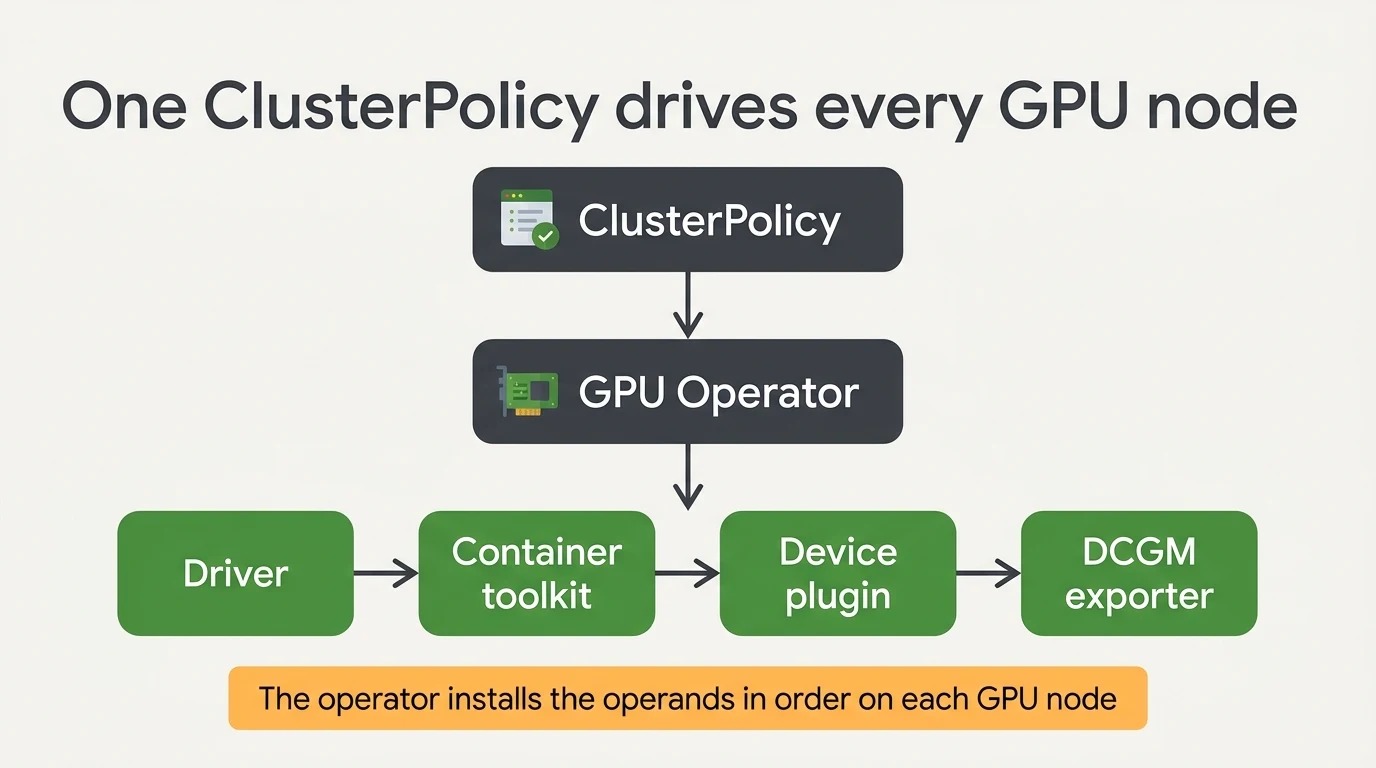 One ClusterPolicy drives every GPU node
ClusterPolicy
GPU Operator
Driver
Container
toolkit
Device
plugin
DCGM
exporter
The operator installs the operands in order on each GPU node